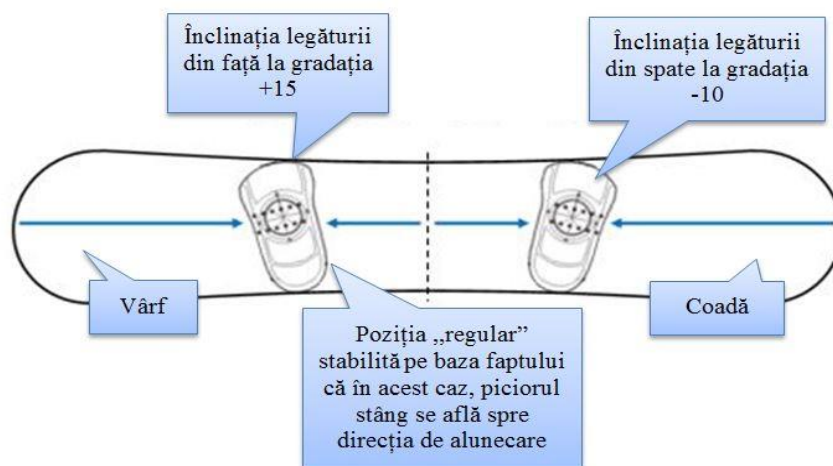 Înclinația legăturii
din față la gradația
+15
Înclinația legăturii
din spate la gradația
-10
Vârf
Coadă
Poziția ,,regular”
stabilită pe baza faptului
că în acest caz, piciorul
stâng se află spre
direcția de alunecare